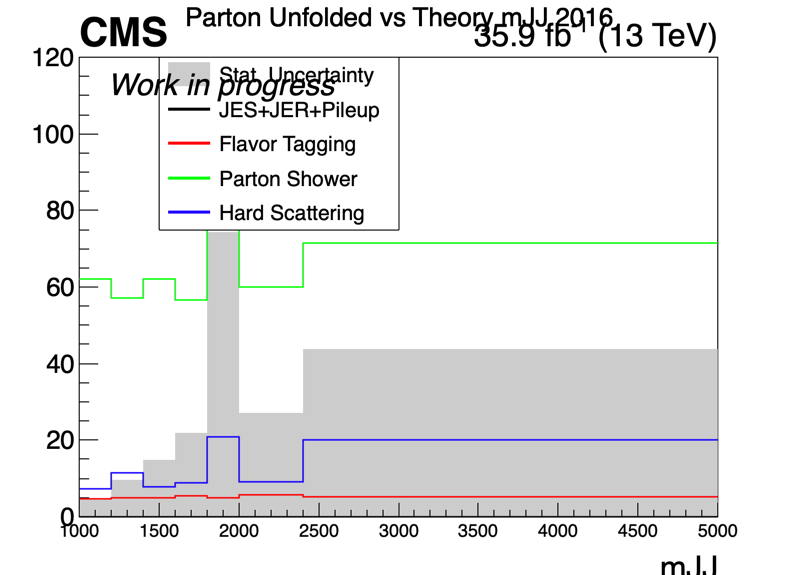 Parton Unfolded vs Theory mJJ 2016
CMS
35.9 fb-1 (13 TeV)
Work in progress
Stat. Uncertainty
JES+JER+Pileup
Flavor Tagging
Parton Shower
Hard Scattering
120
100
80
60
40
20
0
1000 1500 2000 2500 3000 3500 4000 4500 5000
mJJ